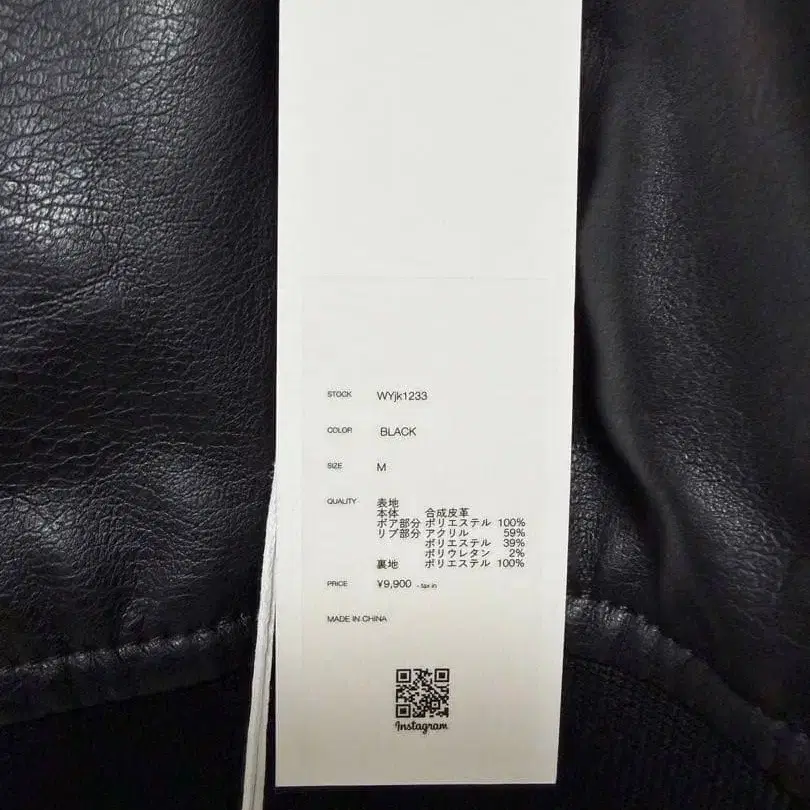 STOCK WYjk1233
COLOR BLACK
SIZE M
QUALITY 表地
本体 合成皮革
ボア部分 ポリエステル 100%
リブ部分 アクリル 59%
ポリエステル 39%
ポリウレタン 2%
裏地 ポリエステル 100%
PRICE ¥9,900 - tax in
MADE IN CHINA
Instagram